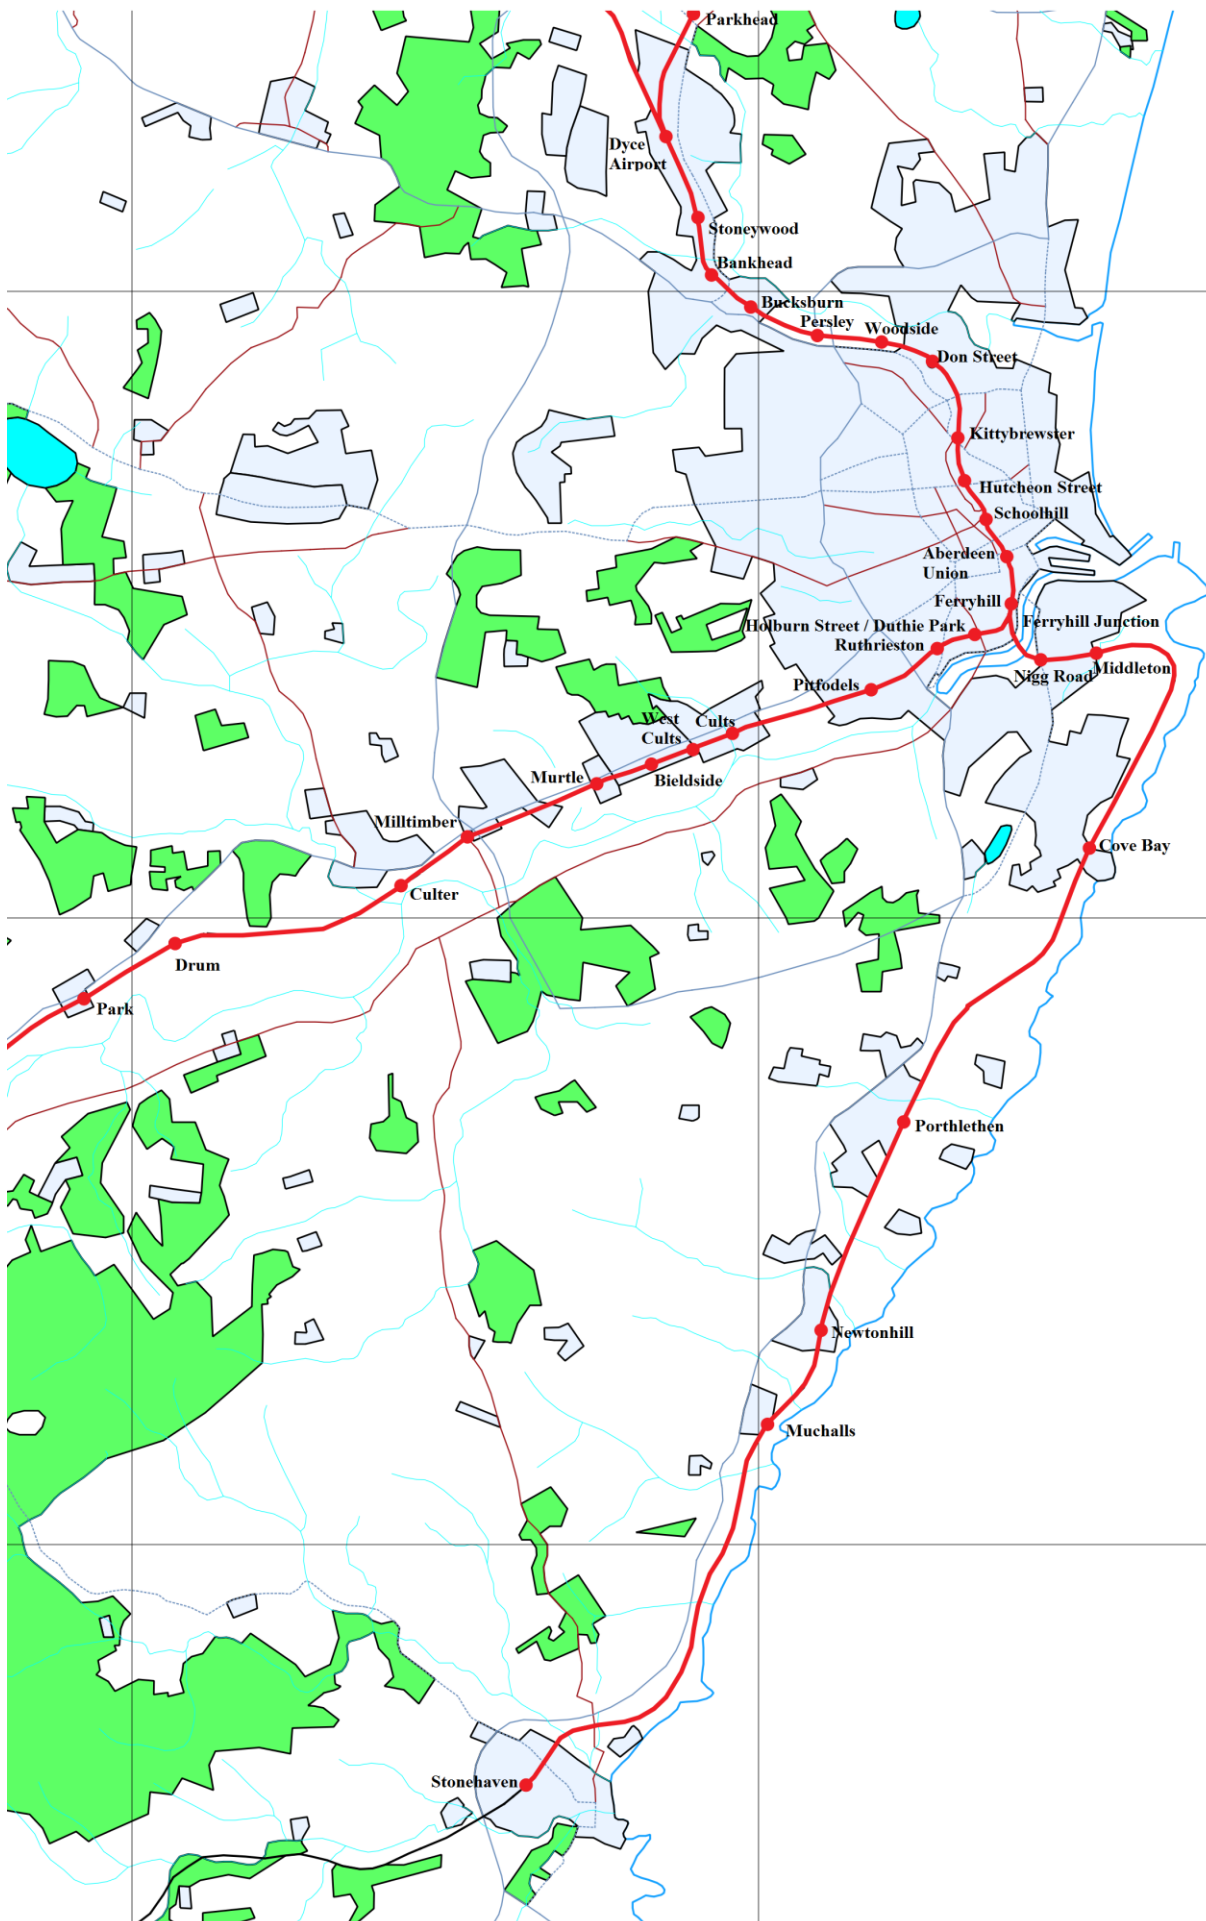 Parkhead
Dyce
Airport
Stoneywood
Bankhead
Bucksburn
Persley
Woodside
Don Street
Kittybrewster
Hutcheon Street
Schoolhill
Aberdeen
Union
Ferryhill
Ferryhill Junction
Holburn Street / Duthie Park
Ruthrieston
Nigg Road
Middleton
Pitfodels
West
Cults
Cults
Bieldside
Murtle
Milltimber
Culter
Cove Bay
Drum
Park
Porthlethen
Newtonhill
Muchalls
Stonehaven